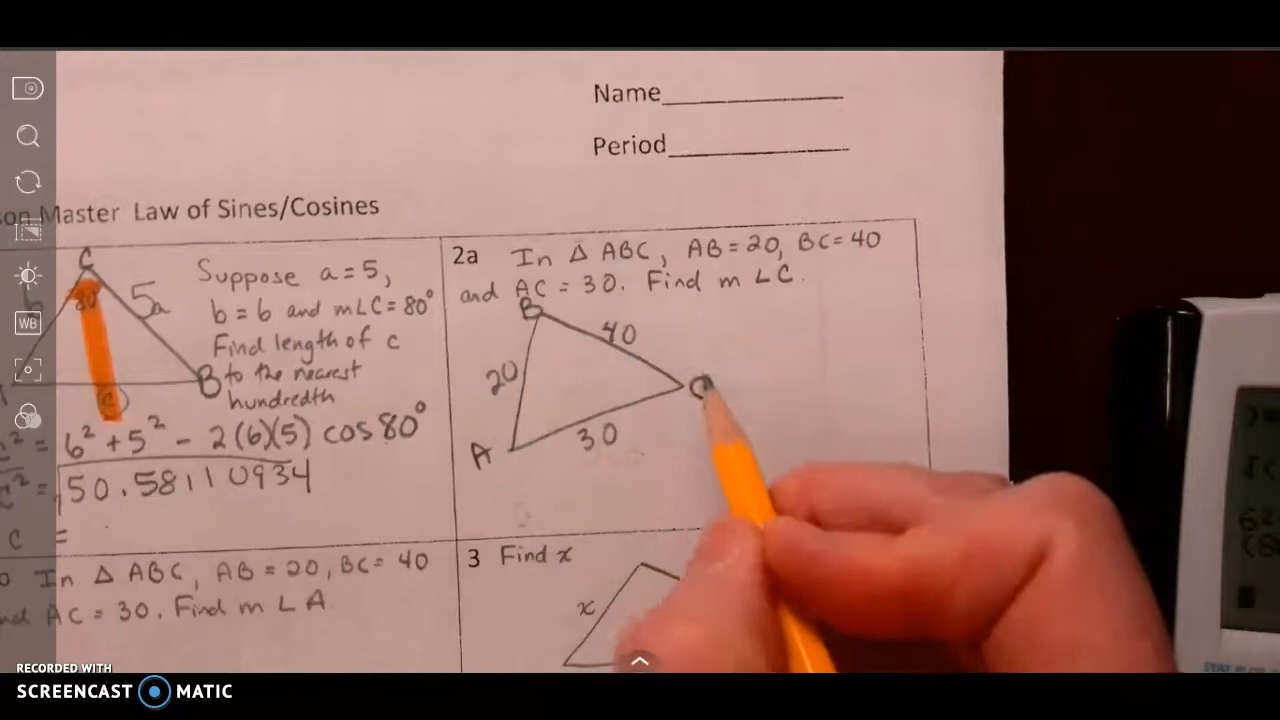 Name
Period
son Master Law of Sines/Cosines
C
80
b
5a
B
c
Suppose a = 5,
b = 6 and m∠C = 80°
Find length of c
to the nearest
hundredth
c² = 6² + 5² - 2(6)(5) cos 80°
c² = 50.58110934
c =
2a In △ ABC, AB = 20, BC = 40
and AC = 30. Find m ∠C.
B
40
20
C
30
A
In △ ABC, AB = 20, BC = 40
AC = 30. Find m ∠A
3 Find x
x
WB
RECORDED WITH
SCREENCAST MATIC